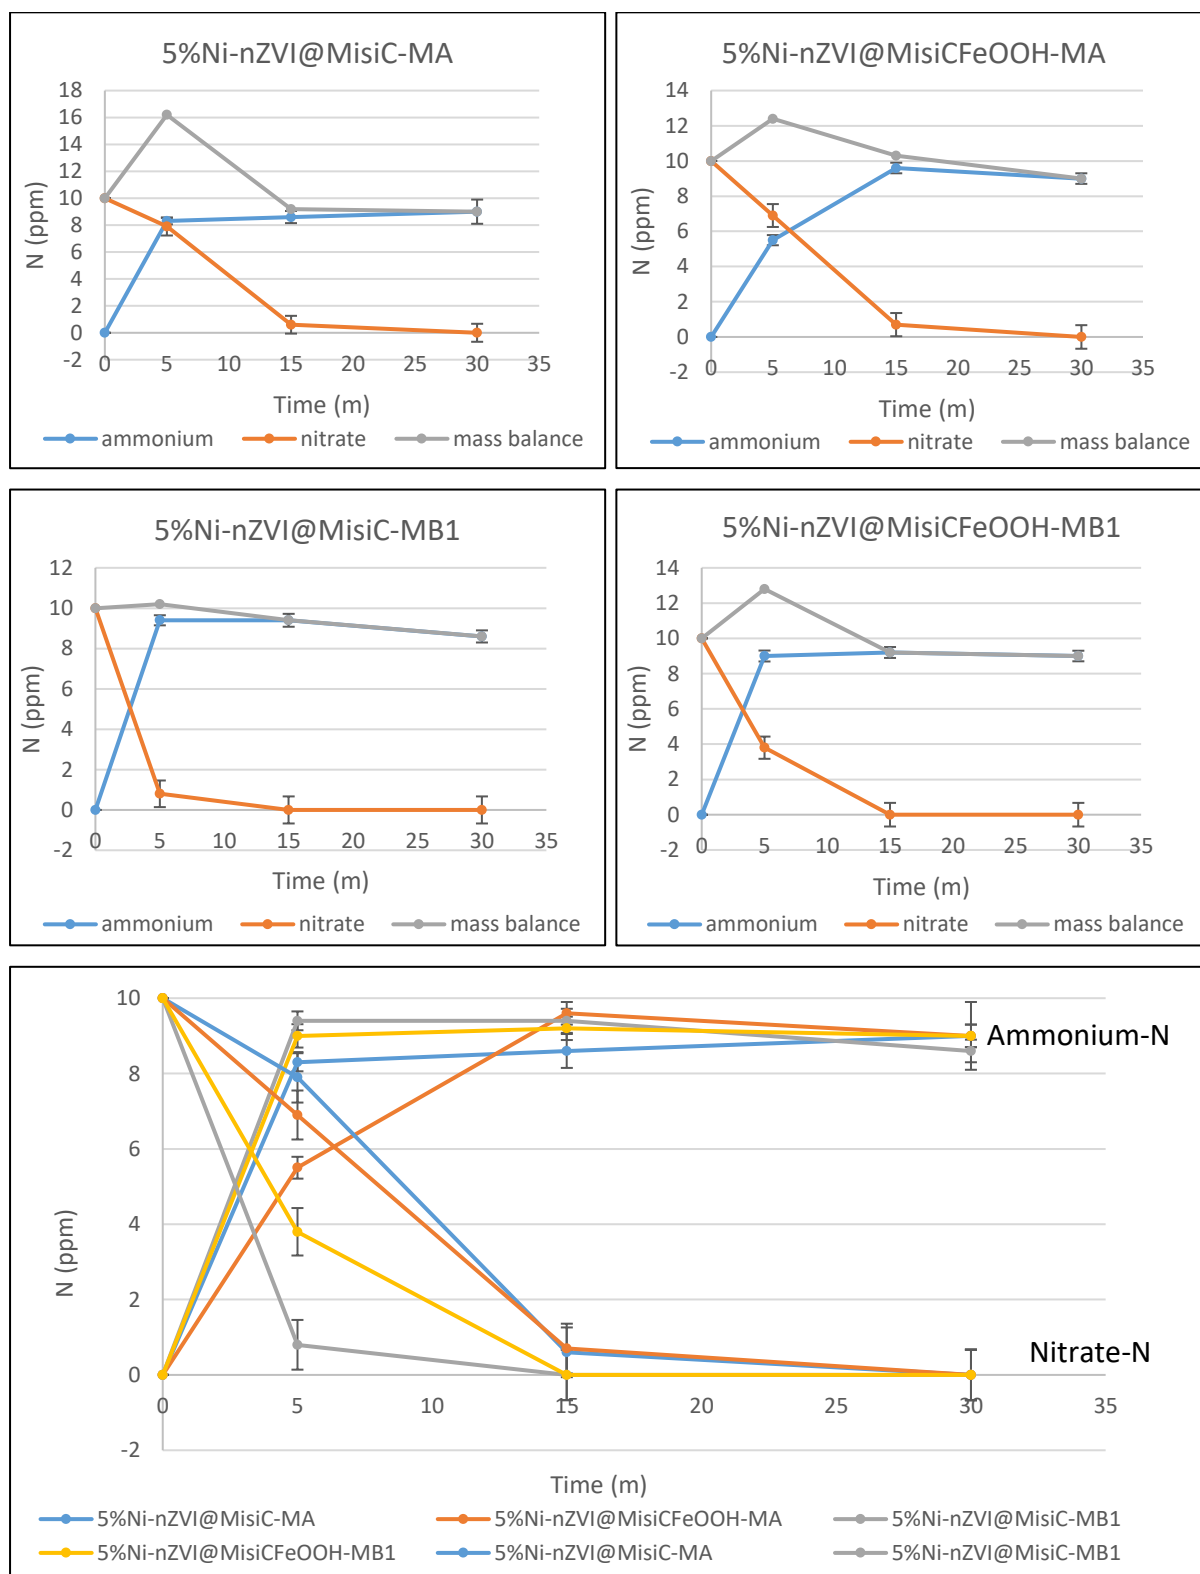 5%Ni-nZVI@MisiC-MA
18
16
14
12
10
8
6
4
2
0
-2
N (ppm)
0 5 10 15 20 25 30 35
Time (m)
ammonium nitrate mass balance
5%Ni-nZVI@MisiCFeOOH-MA
14
12
10
8
6
4
2
0
-2
N (ppm)
0 5 10 15 20 25 30 35
Time (m)
ammonium nitrate mass balance
5%Ni-nZVI@MisiC-MB1
12
10
8
6
4
2
0
-2
N (ppm)
0 5 10 15 20 25 30 35
Time (m)
ammonium nitrate mass balance
5%Ni-nZVI@MisiCFeOOH-MB1
14
12
10
8
6
4
2
0
-2
N (ppm)
0 5 10 15 20 25 30 35
Time (m)
ammonium nitrate mass balance
10
8
6
4
2
0
-2
N (ppm)
Ammonium-N
Nitrate-N
0 5 10 15 20 25 30 35
Time (m)
5%Ni-nZVI@MisiC-MA 5%Ni-nZVI@MisiCFeOOH-MA 5%Ni-nZVI@MisiC-MB1
5%Ni-nZVI@MisiCFeOOH-MB1 5%Ni-nZVI@MisiC-MA 5%Ni-nZVI@MisiC-MB1